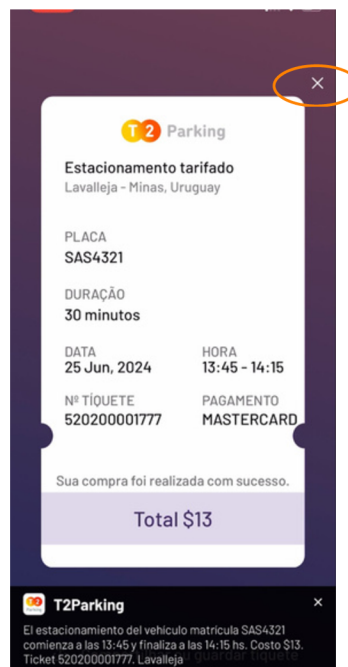 T2 Parking
Estacionamento tarifado
Lavalleja - Minas, Uruguay
PLACA
SAS4321
DURAÇÃO
30 minutos
DATA HORA
25 Jun, 2024 13:45 - 14:15
Nº TÍQUETE PAGAMENTO
520200001777 MASTERCARD
Sua compra foi realizada com sucesso.
Total $13
T2Parking
El estacionamiento del vehículo matrícula SAS4321
comienza a las 13:45 y finaliza a las 14:15 hs. Costo $13.
Ticket 520200001777. Lavalleja
guardar tíquete